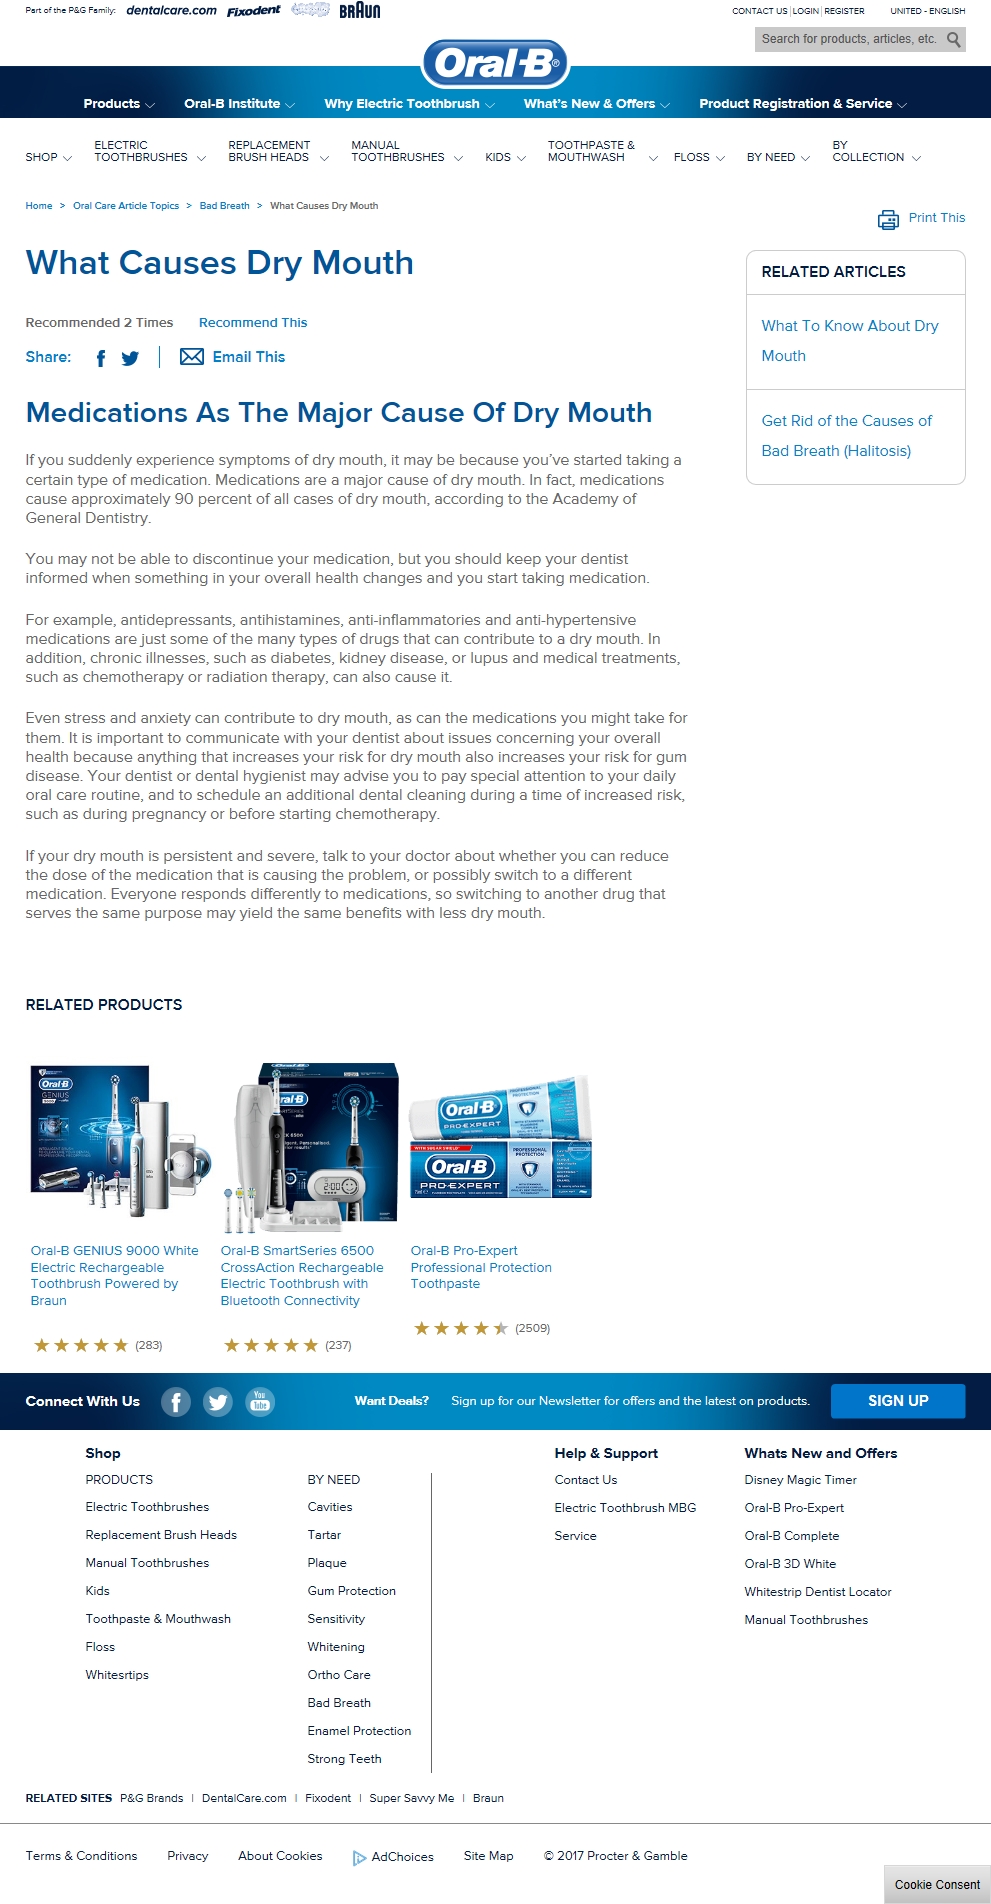 Part of the P&G Family: dentalcare.com Fixodent BRAUN
CONTACT US | LOGIN | REGISTER UNITED - ENGLISH
Search for products, articles, etc.
Oral-B®
Products Oral-B Institute Why Electric Toothbrush What's New & Offers Product Registration & Service
SHOP ELECTRIC TOOTHBRUSHES REPLACEMENT BRUSH HEADS MANUAL TOOTHBRUSHES KIDS TOOTHPASTE & MOUTHWASH FLOSS BY NEED BY COLLECTION
Home > Oral Care Article Topics > Bad Breath > What Causes Dry Mouth
Print This
What Causes Dry Mouth
Recommended 2 Times Recommend This
Share: Email This
Medications As The Major Cause Of Dry Mouth
If you suddenly experience symptoms of dry mouth, it may be because you've started taking a
certain type of medication. Medications are a major cause of dry mouth. In fact, medications
cause approximately 90 percent of all cases of dry mouth, according to the Academy of
General Dentistry.
You may not be able to discontinue your medication, but you should keep your dentist
informed when something in your overall health changes and you start taking medication.
For example, antidepressants, antihistamines, anti-inflammatories and anti-hypertensive
medications are just some of the many types of drugs that can contribute to a dry mouth. In
addition, chronic illnesses, such as diabetes, kidney disease, or lupus and medical treatments,
such as chemotherapy or radiation therapy, can also cause it.
Even stress and anxiety can contribute to dry mouth, as can the medications you might take for
them. It is important to communicate with your dentist about issues concerning your overall
health because anything that increases your risk for dry mouth also increases your risk for gum
disease. Your dentist or dental hygienist may advise you to pay special attention to your daily
oral care routine, and to schedule an additional dental cleaning during a time of increased risk,
such as during pregnancy or before starting chemotherapy.
If your dry mouth is persistent and severe, talk to your doctor about whether you can reduce
the dose of the medication that is causing the problem, or possibly switch to a different
medication. Everyone responds differently to medications, so switching to another drug that
serves the same purpose may yield the same benefits with less dry mouth.
RELATED ARTICLES
What To Know About Dry
Mouth
Get Rid of the Causes of
Bad Breath (Halitosis)
RELATED PRODUCTS
Oral-B
GENIUS
2:00
Oral-B
PRO-EXPERT
PROFESSIONAL
PROTECTION
Oral-B
PRO-EXPERT
PROFESSIONAL
PROTECTION
Oral-B GENIUS 9000 White
Electric Rechargeable
Toothbrush Powered by
Braun
(283)
Oral-B SmartSeries 6500
CrossAction Rechargeable
Electric Toothbrush with
Bluetooth Connectivity
(237)
Oral-B Pro-Expert
Professional Protection
Toothpaste
(2509)
Connect With Us You Tube Want Deals? Sign up for our Newsletter for offers and the latest on products. SIGN UP
Shop
PRODUCTS
Electric Toothbrushes
Replacement Brush Heads
Manual Toothbrushes
Kids
Toothpaste & Mouthwash
Floss
Whitesrtips
BY NEED
Cavities
Tartar
Plaque
Gum Protection
Sensitivity
Whitening
Ortho Care
Bad Breath
Enamel Protection
Strong Teeth
Help & Support
Contact Us
Electric Toothbrush MBG
Service
Whats New and Offers
Disney Magic Timer
Oral-B Pro-Expert
Oral-B Complete
Oral-B 3D White
Whitestrip Dentist Locator
Manual Toothbrushes
RELATED SITES P&G Brands | DentalCare.com | Fixodent | Super Savvy Me | Braun
Terms & Conditions Privacy About Cookies AdChoices Site Map © 2017 Procter & Gamble
Cookie Consent